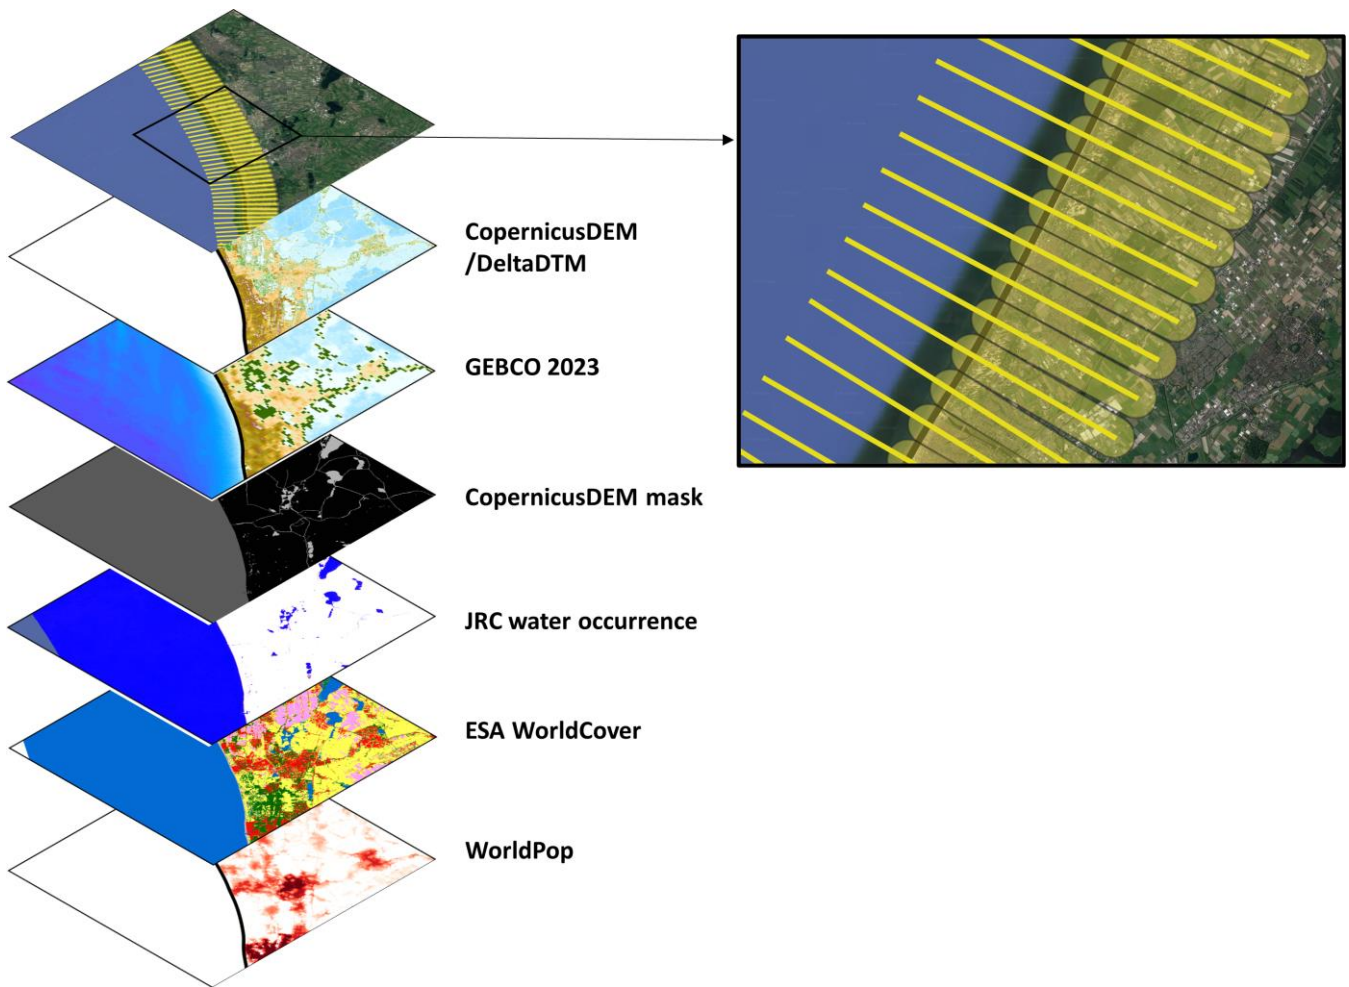 CopernicusDEM
/DeltaDTM
GEBCO 2023
CopernicusDEM mask
JRC water occurrence
ESA WorldCover
WorldPop